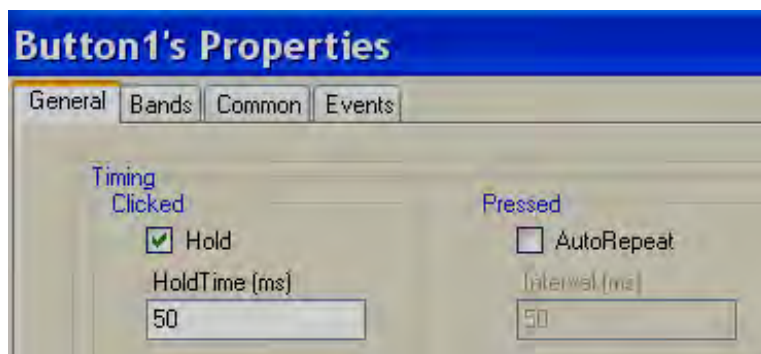 Button1's Properties
General Bands Common Events
Timing
Clicked Pressed
Hold AutoRepeat
HoldTime (ms) Interval (ms)
50 50